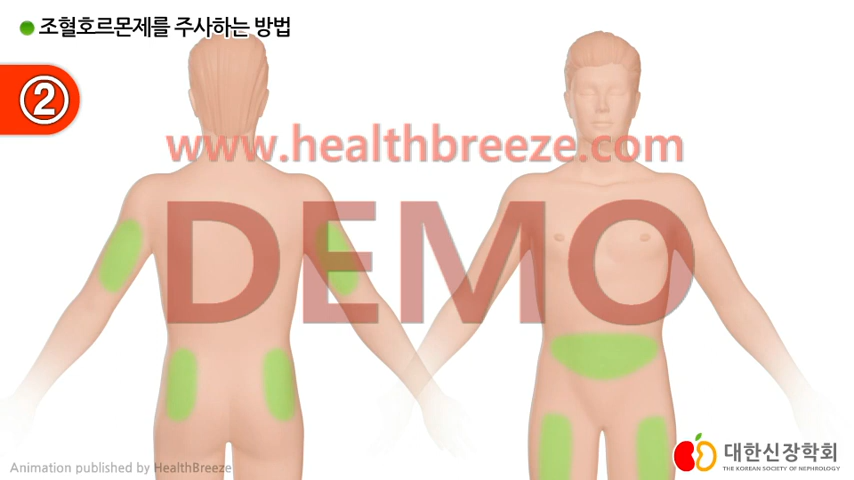 조혈호르몬제를 주사하는 방법
②
www.healthbreeze.com
DEMO
대한신장학회
THE KOREAN SOCIETY OF NEPHROLOGY
Animation published by HealthBreeze